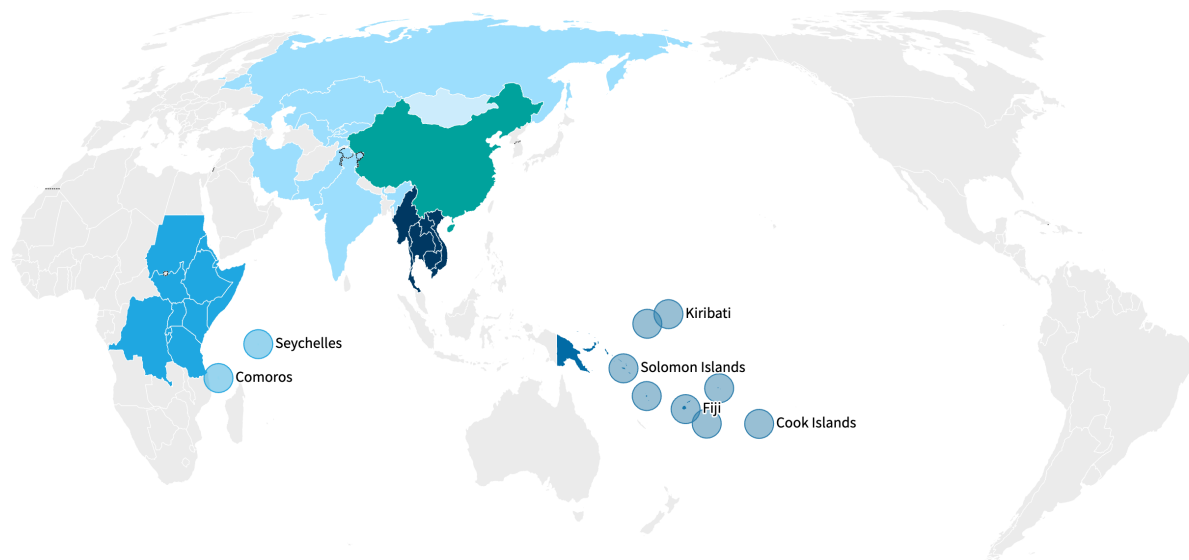 Kiribati
Seychelles
Solomon Islands
Comoros
Fiji
Cook Islands